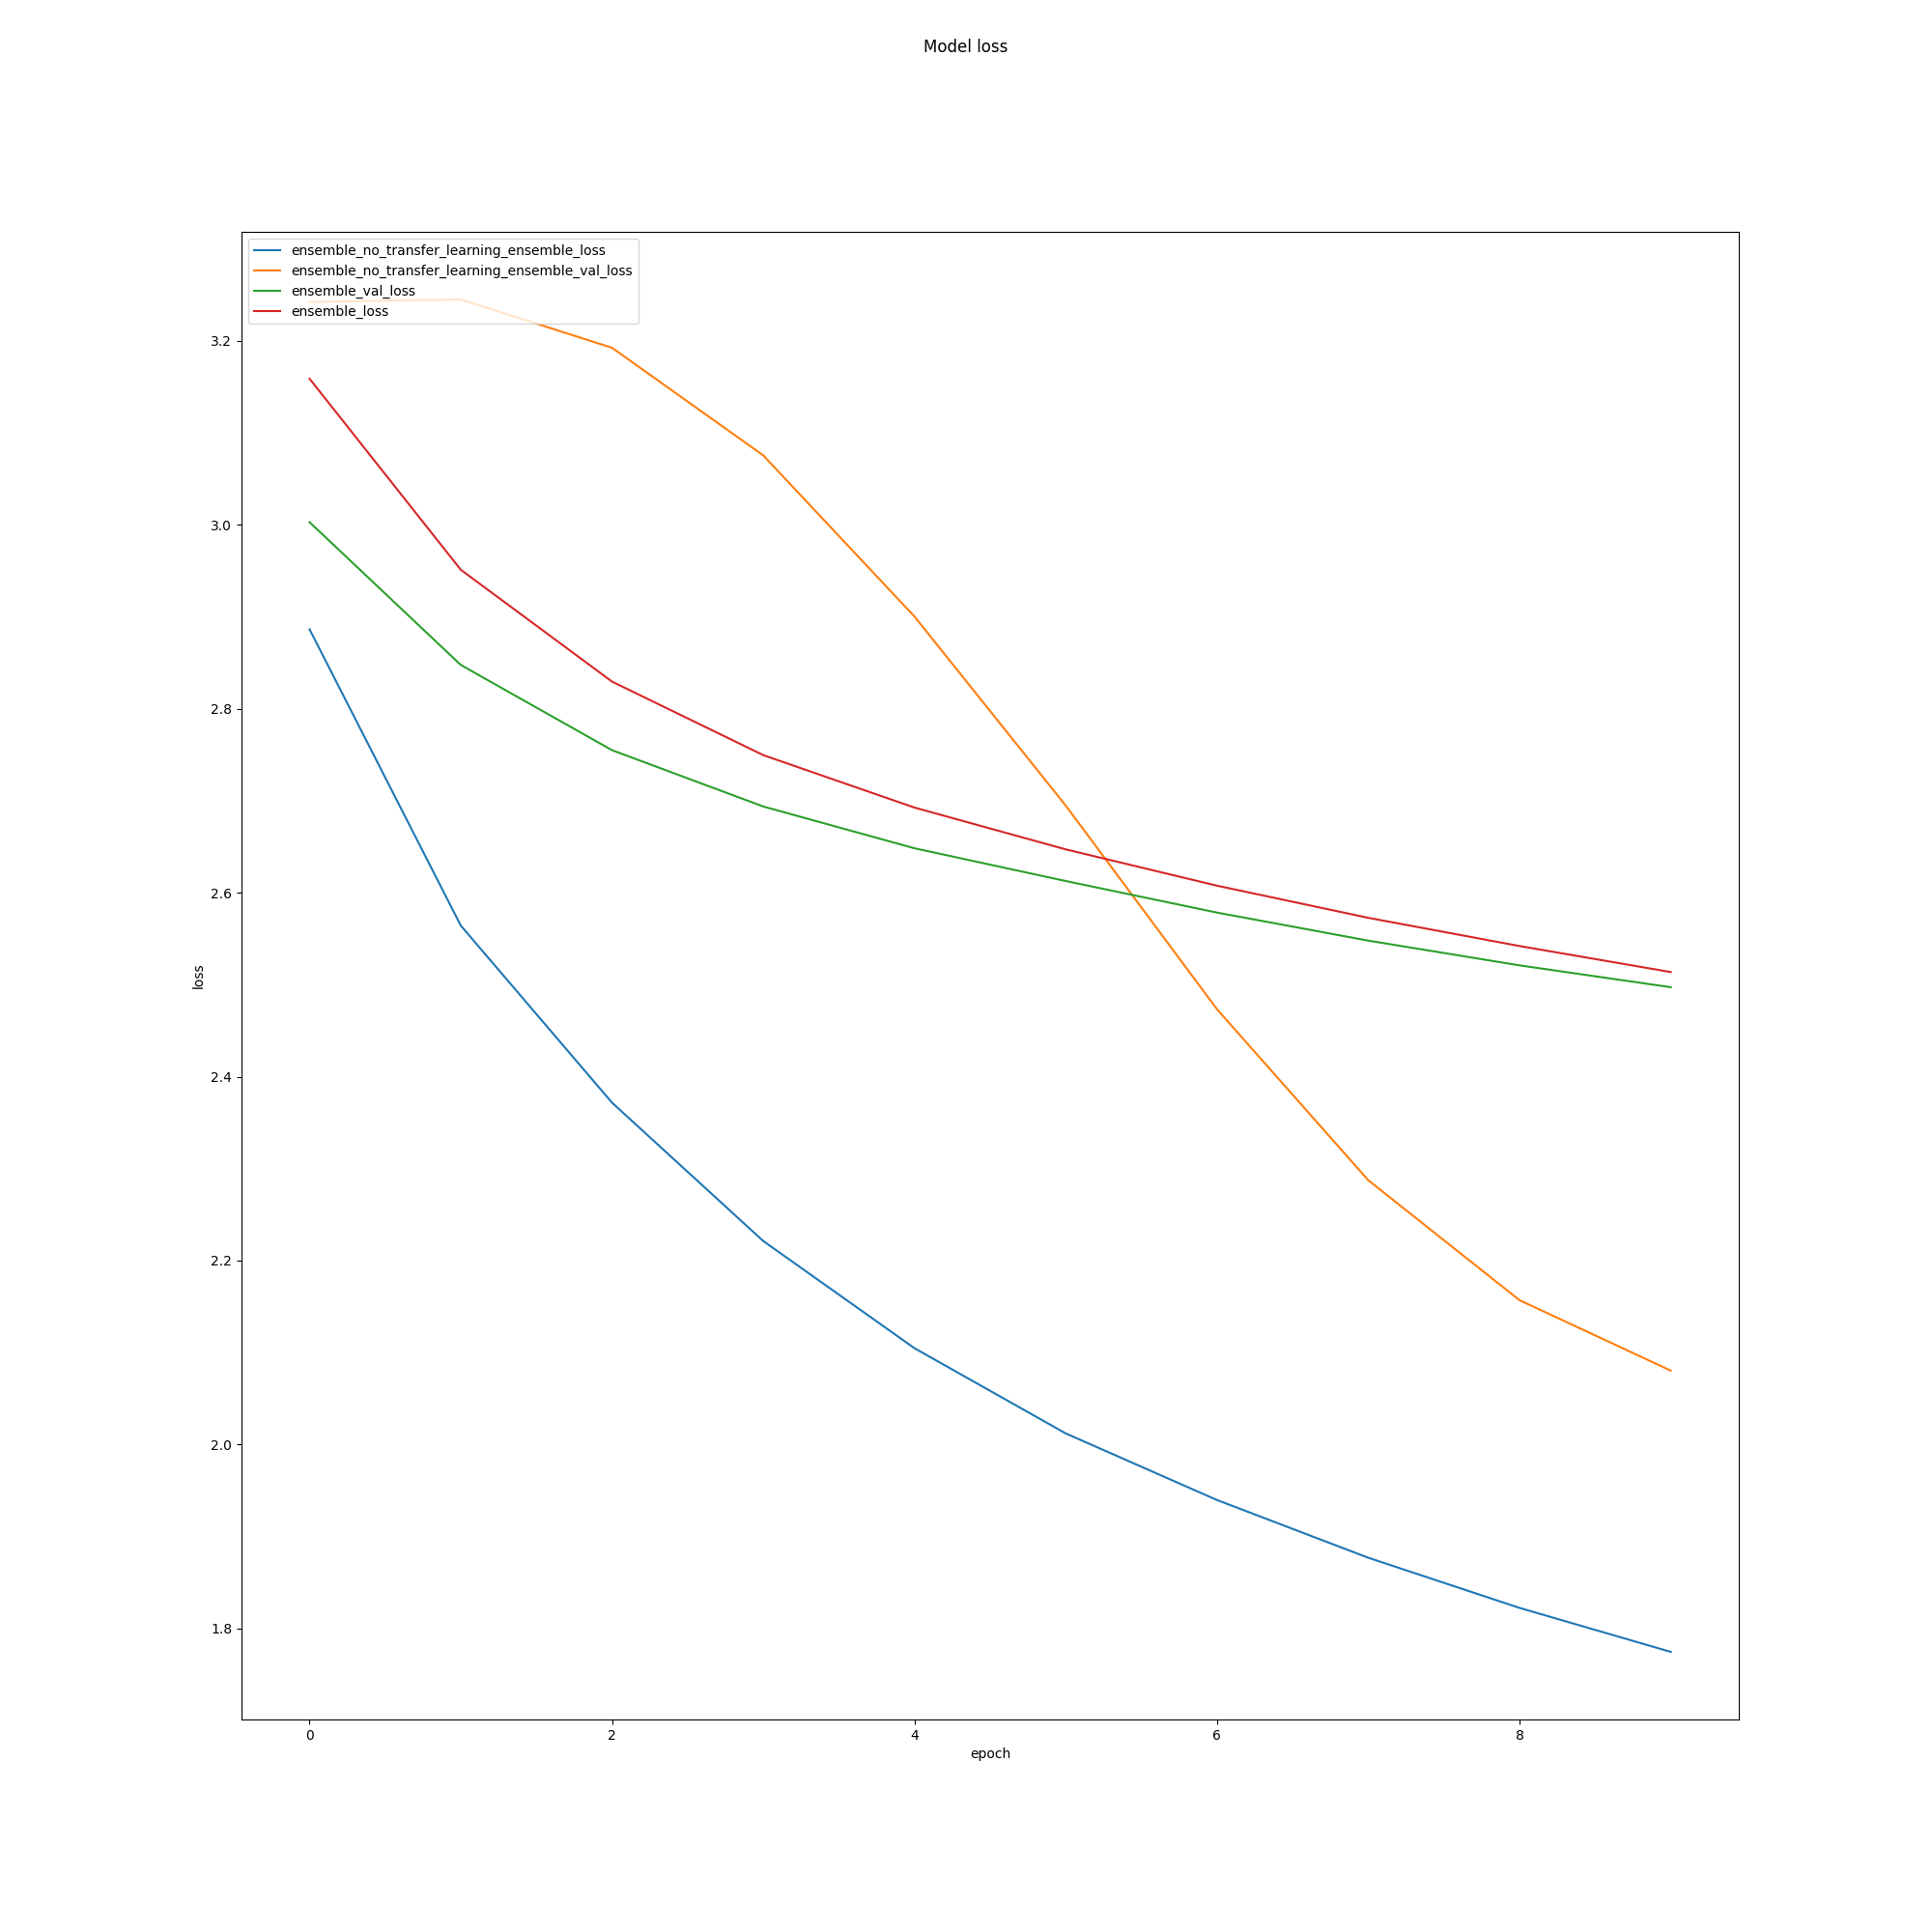 Model loss
ensemble_no_transfer_learning_ensemble_loss
ensemble_no_transfer_learning_ensemble_val_loss
ensemble_val_loss
ensemble_loss
3.2
3.0
2.8
2.6
loss
2.4
2.2
2.0
1.8
0 2 4 6 8
epoch